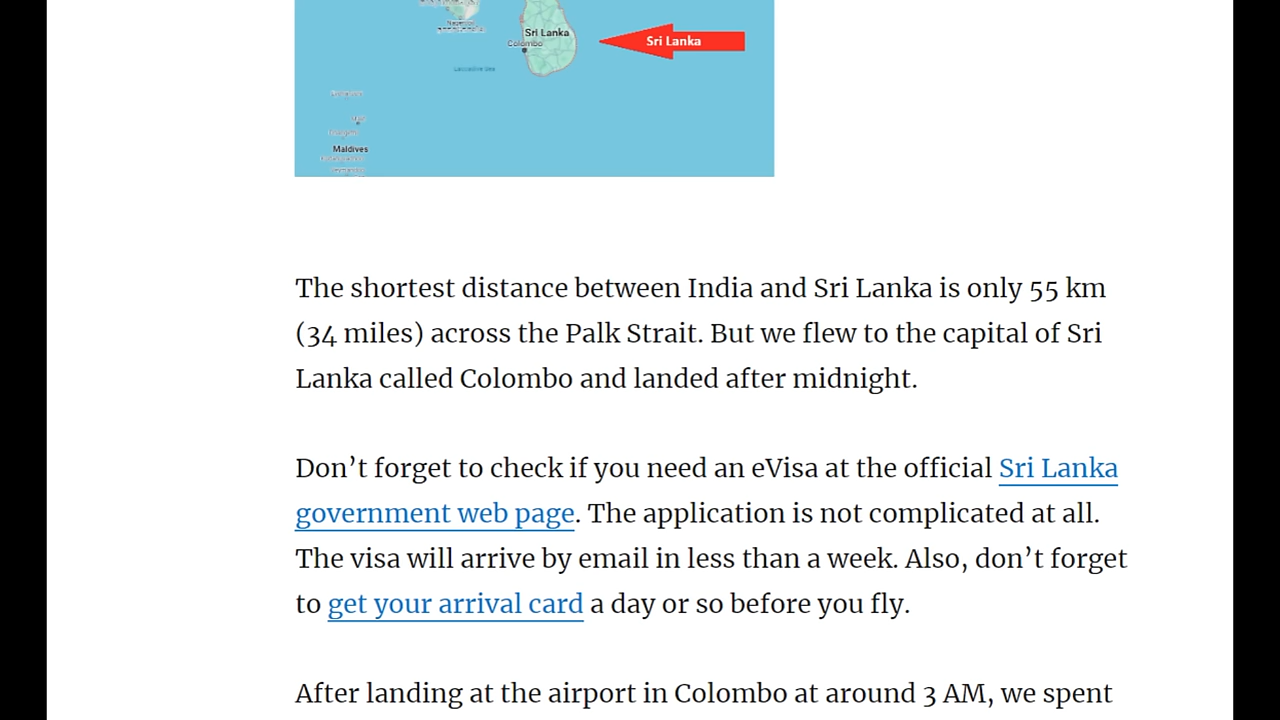 Sri Lanka
Sri Lanka
Colombo
Laccadive Sea
Maldives
The shortest distance between India and Sri Lanka is only 55 km
(34 miles) across the Palk Strait. But we flew to the capital of Sri
Lanka called Colombo and landed after midnight.
Don’t forget to check if you need an eVisa at the official Sri Lanka
government web page. The application is not complicated at all.
The visa will arrive by email in less than a week. Also, don’t forget
to get your arrival card a day or so before you fly.
After landing at the airport in Colombo at around 3 AM, we spent